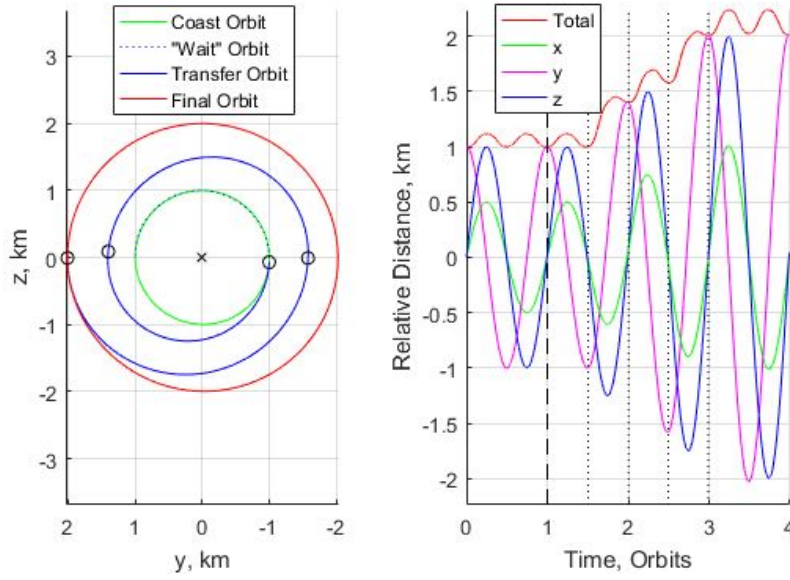 Coast Orbit
"Wait" Orbit
Transfer Orbit
Final Orbit
3
2
1
0
-1
-2
-3
z, km
2 1 0 -1 -2
y, km
Total
x
y
z
2
1.5
1
0.5
0
-0.5
-1
-1.5
-2
Relative Distance, km
0 1 2 3 4
Time, Orbits